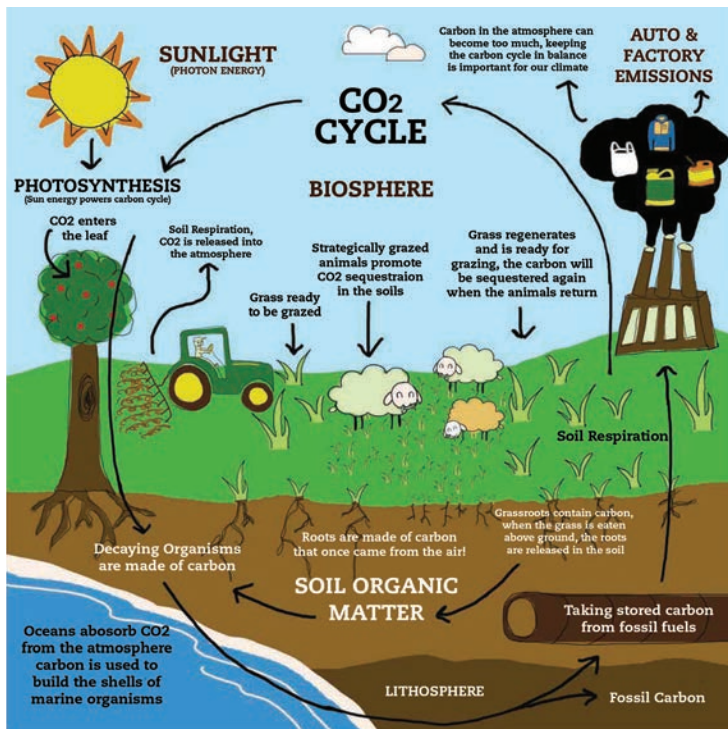 SUNLIGHT
(PHOTON ENERGY)
Carbon in the atmosphere can
become too much, keeping
the carbon cycle in balance
is important for our climate
AUTO &
FACTORY
EMISSIONS
CO2
CYCLE
PHOTOSYNTHESIS
(Sun energy powers carbon cycle)
BIOSPHERE
CO2 enters
the leaf
Soil Respiration,
CO2 is released into
the atmosphere
Grass ready
to be grazed
Strategically grazed
animals promote
CO2 sequestraion
in the soils
Grass regenerates
and is ready for
grazing, the carbon will
be sequestered again
when the animals return
Soil Respiration
Decaying Organisms
are made of carbon
Roots are made of carbon
that once came from the air!
Grassroots contain carbon,
when the grass is eaten
above ground, the roots
are released in the soil
SOIL ORGANIC
MATTER
Taking stored carbon
from fossil fuels
Oceans abosorb CO2
from the atmosphere
carbon is used to
build the shells of
marine organisms
LITHOSPHERE
Fossil Carbon